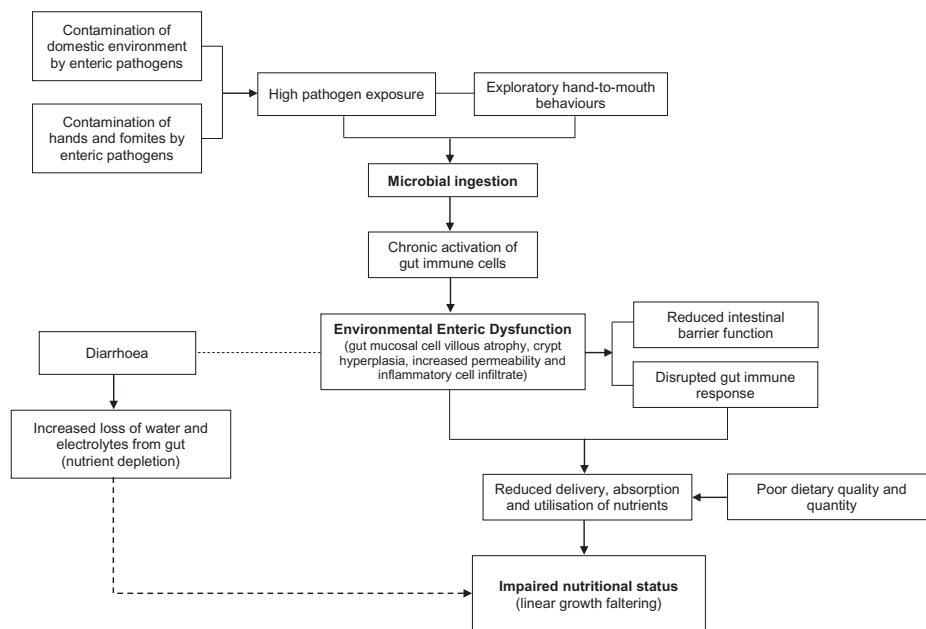 Contamination of
domestic environment
by enteric pathogens
High pathogen exposure
Exploratory hand-to-mouth
behaviours
Contamination of
hands and fomites by
enteric pathogens
Microbial ingestion
Chronic activation of
gut immune cells
Environmental Enteric Dysfunction
(gut mucosal cell villous atrophy, crypt
hyperplasia, increased permeability and
inflammatory cell infiltrate)
Reduced intestinal
barrier function
Diarrhoea
Disrupted gut immune
response
Increased loss of water and
electrolytes from gut
(nutrient depletion)
Reduced delivery, absorption
and utilisation of nutrients
Poor dietary quality and
quantity
Impaired nutritional status
(linear growth faltering)